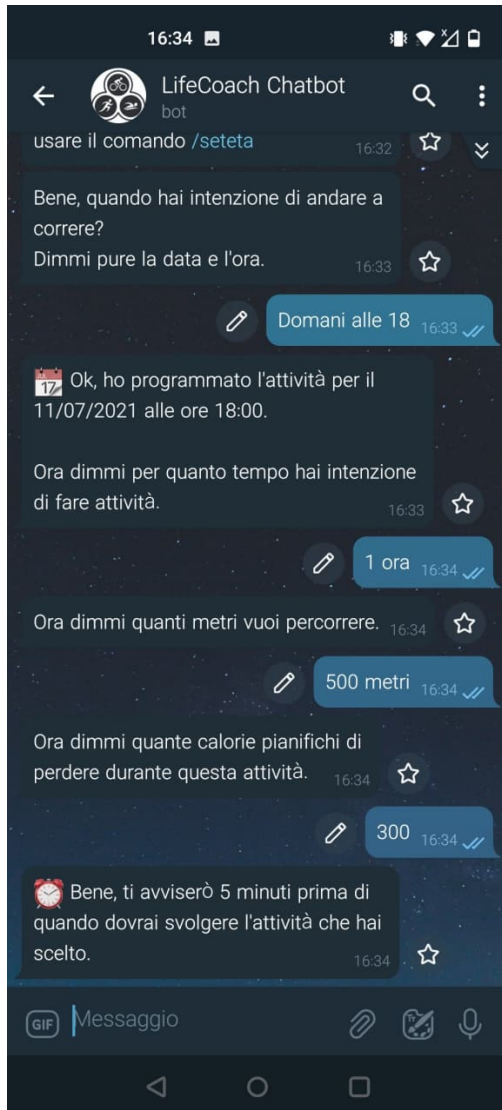 16:34
LifeCoach Chatbot
bot
usare il comando /seteta
16:32
Bene, quando hai intenzione di andare a
correre?
Dimmi pure la data e l'ora.
16:33
Domani alle 18 16:33
17 Ok, ho programmato l'attività per il
11/07/2021 alle ore 18:00.
Ora dimmi per quanto tempo hai intenzione
di fare attività.
16:33
1 ora 16:34
Ora dimmi quanti metri vuoi percorrere. 16:34
500 metri 16:34
Ora dimmi quante calorie pianifichi di
perdere durante questa attività. 16:34
300 16:34
Bene, ti avviserò 5 minuti prima di
quando dovrai svolgere l'attività che hai
scelto.
16:34
GIF Messaggio